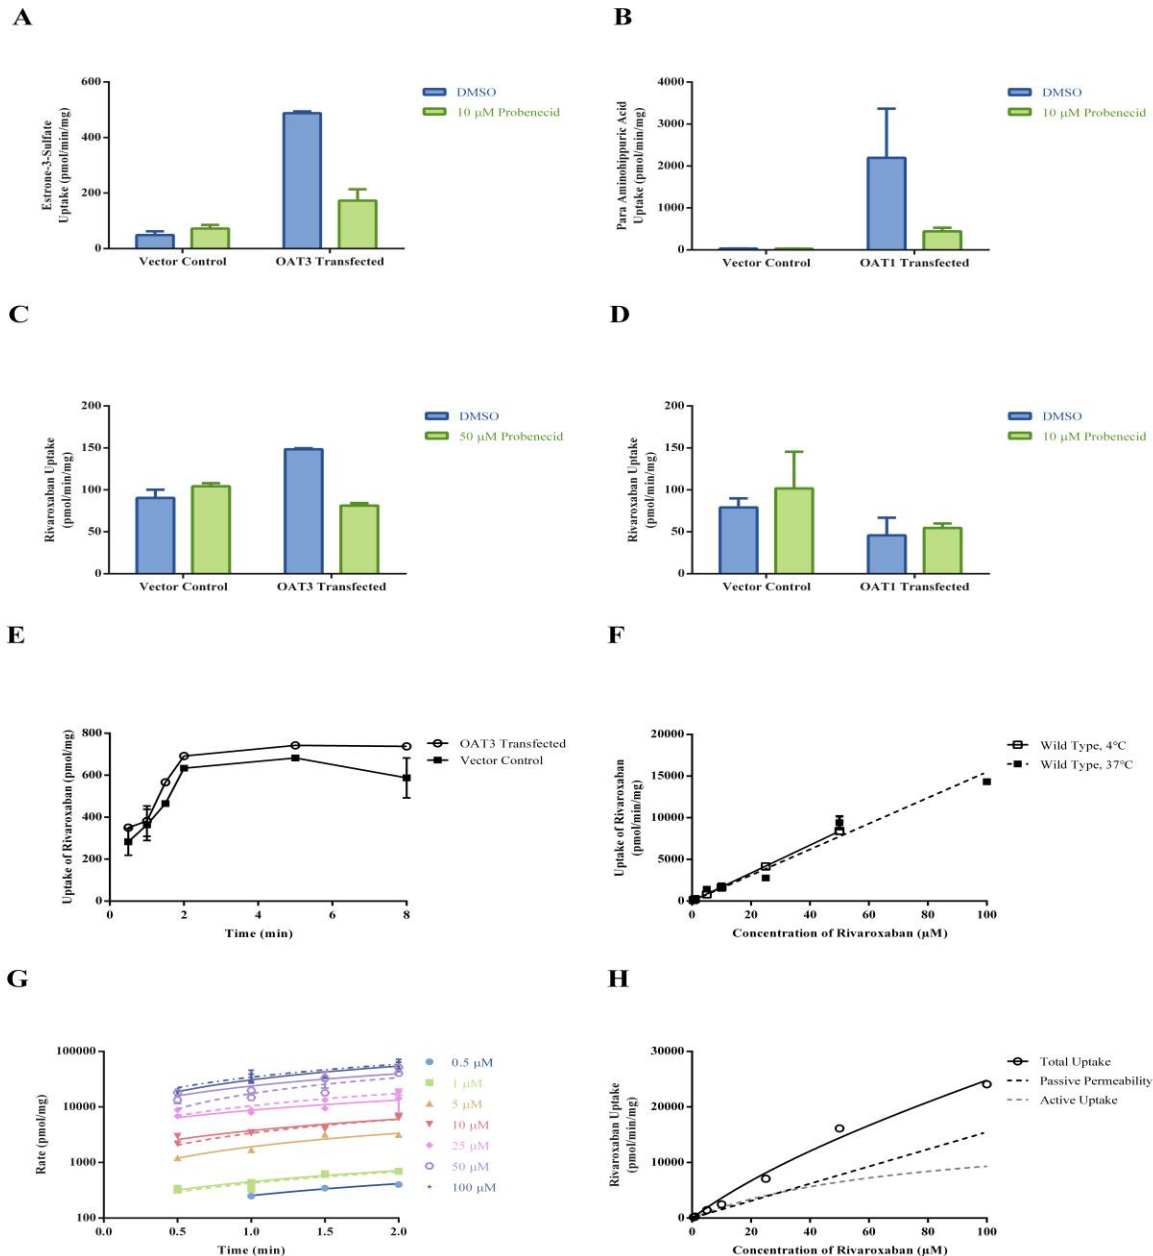 A
B
600
400
200
0
Estrone-3-Sulfate
Uptake (pmol/min/mg)
Vector Control
OAT3 Transfected
DMSO
10 µM Probenecid
4000
3000
2000
1000
0
Para Aminohippuric Acid
Uptake (pmol/min/mg)
Vector Control
OAT1 Transfected
DMSO
10 µM Probenecid
C
D
200
150
100
50
0
Rivaroxaban Uptake
(pmol/min/mg)
Vector Control
OAT3 Transfected
DMSO
50 µM Probenecid
200
150
100
50
0
Rivaroxaban Uptake
(pmol/min/mg)
Vector Control
OAT1 Transfected
DMSO
10 µM Probenecid
E
F
800
600
400
200
0
Uptake of Rivaroxaban (pmol/mg)
0 2 4 6 8
Time (min)
OAT3 Transfected
Vector Control
20000
15000
10000
5000
0
Uptake of Rivaroxaban
(pmol/min/mg)
0 20 40 60 80 100
Concentration of Rivaroxaban (µM)
Wild Type, 4°C
Wild Type, 37°C
G
H
100000
10000
1000
100
Rate (pmol/mg)
0.0 0.5 1.0 1.5 2.0
Time (min)
0.5 µM
1 µM
5 µM
10 µM
25 µM
50 µM
100 µM
30000
20000
10000
0
Rivaroxaban Uptake
(pmol/min/mg)
0 20 40 60 80 100
Concentration of Rivaroxaban (µM)
Total Uptake
Passive Permeability
Active Uptake